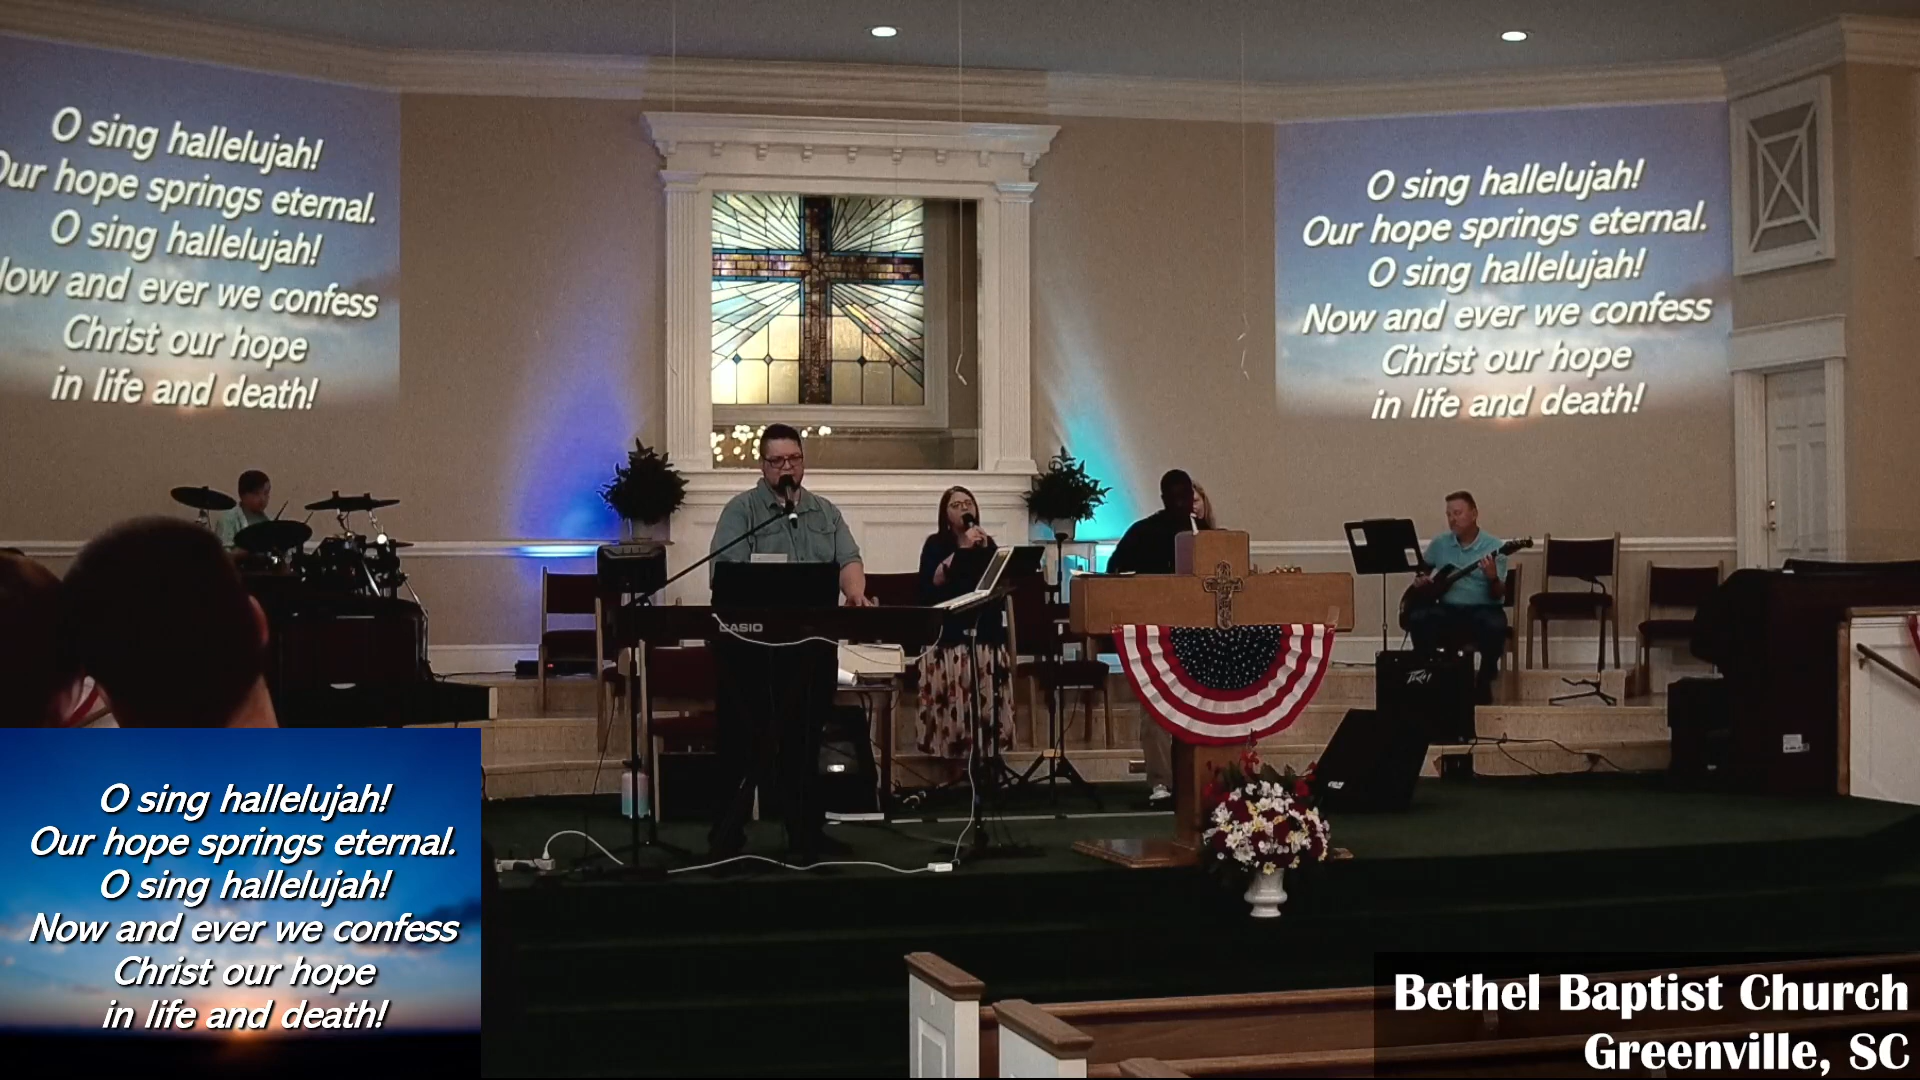 O sing hallelujah!
Our hope springs eternal.
O sing hallelujah!
Now and ever we confess
Christ our hope
in life and death!
O sing hallelujah!
Our hope springs eternal.
O sing hallelujah!
Now and ever we confess
Christ our hope
in life and death!
CASIO
O sing hallelujah!
Our hope springs eternal.
O sing hallelujah!
Now and ever we confess
Christ our hope
in life and death!
Bethel Baptist Church
Greenville, SC